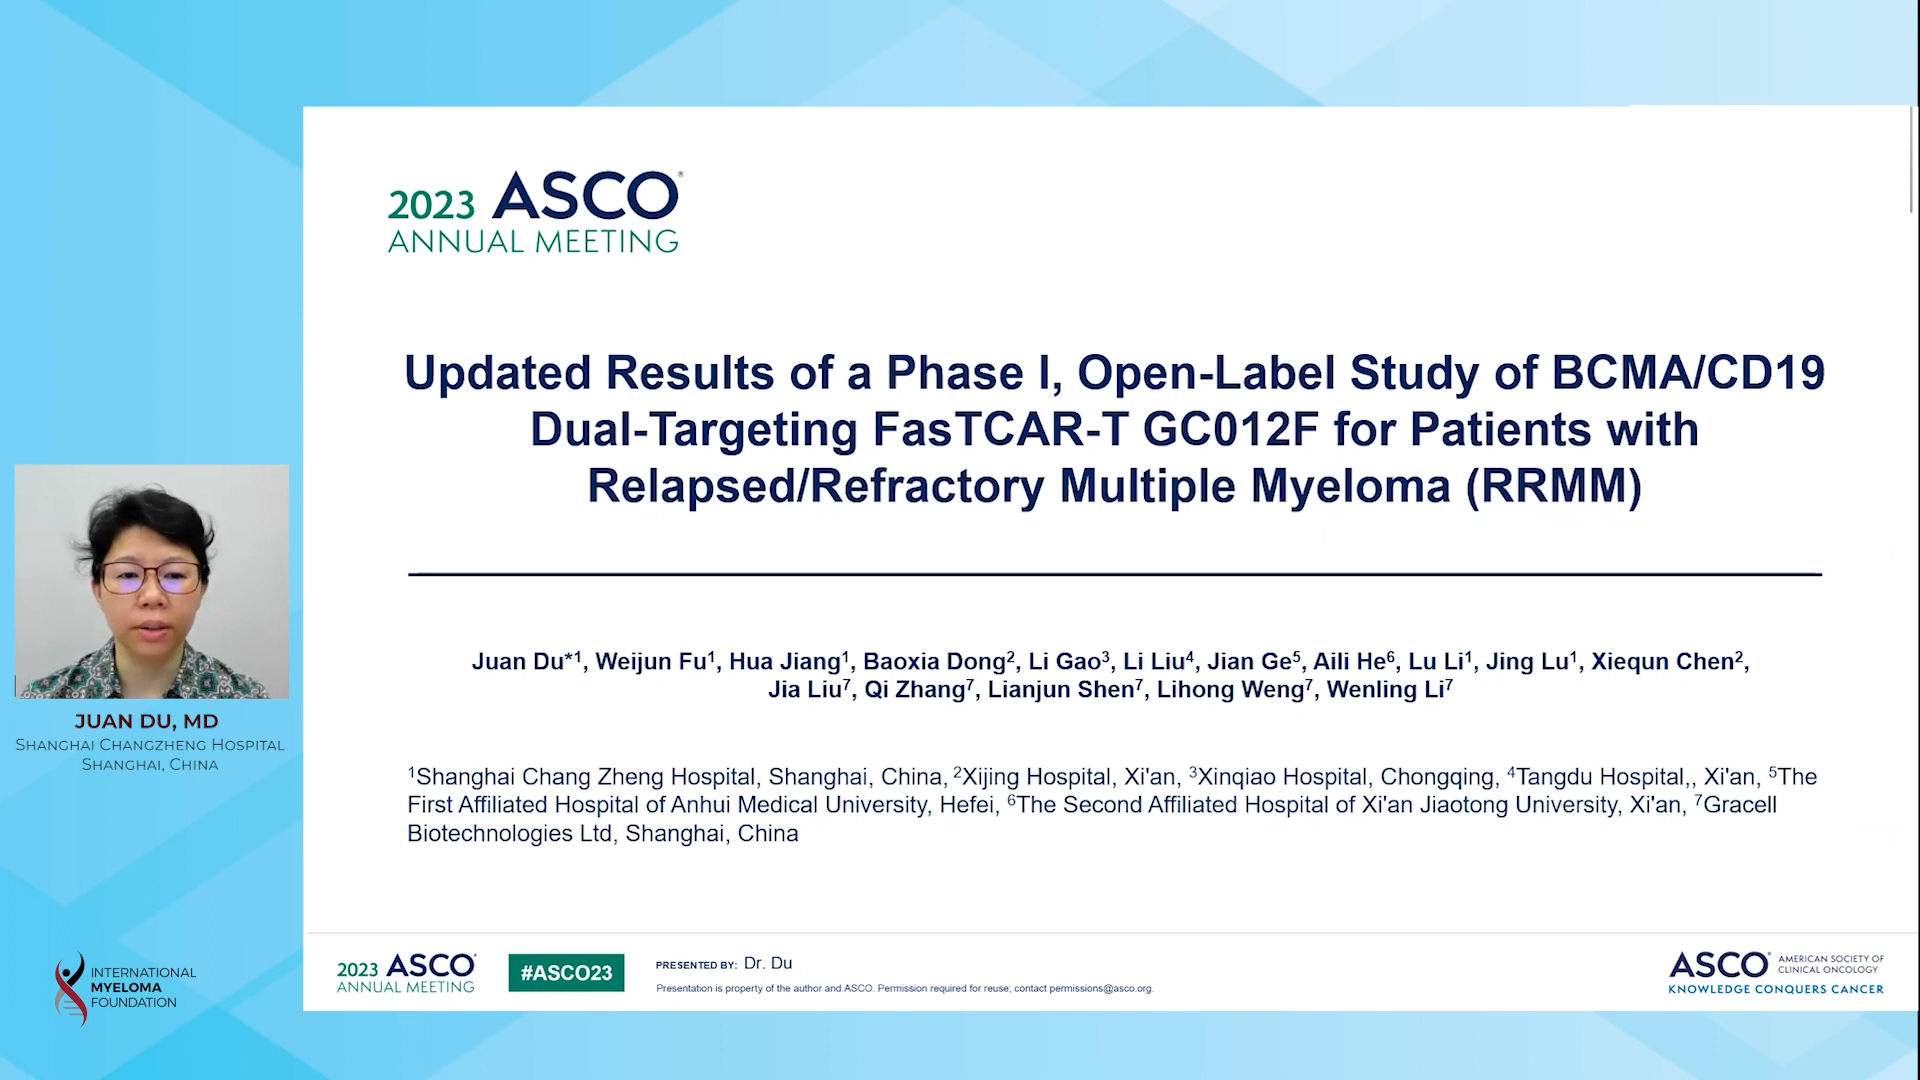 2023 ASCO®
ANNUAL MEETING
Updated Results of a Phase I, Open-Label Study of BCMA/CD19
Dual-Targeting FasTCAR-T GC012F for Patients with
Relapsed/Refractory Multiple Myeloma (RRMM)
Juan Du*¹, Weijun Fu¹, Hua Jiang¹, Baoxia Dong², Li Gao³, Li Liu⁴, Jian Ge⁵, Aili He⁶, Lu Li¹, Jing Lu¹, Xiequn Chen²,
Jia Liu⁷, Qi Zhang⁷, Lianjun Shen⁷, Lihong Weng⁷, Wenling Li⁷
¹Shanghai Chang Zheng Hospital, Shanghai, China, ²Xijing Hospital, Xi'an, ³Xinqiao Hospital, Chongqing, ⁴Tangdu Hospital,, Xi'an, ⁵The
First Affiliated Hospital of Anhui Medical University, Hefei, ⁶The Second Affiliated Hospital of Xi'an Jiaotong University, Xi'an, ⁷Gracell
Biotechnologies Ltd, Shanghai, China
JUAN DU, MD
SHANGHAI CHANGZHENG HOSPITAL
SHANGHAI, CHINA
INTERNATIONAL
MYELOMA
FOUNDATION
2023 ASCO®
ANNUAL MEETING
#ASCO23
PRESENTED BY: Dr. Du
Presentation is property of the author and ASCO. Permission required for reuse; contact permissions@asco.org.
ASCO® AMERICAN SOCIETY OF
CLINICAL ONCOLOGY
KNOWLEDGE CONQUERS CANCER